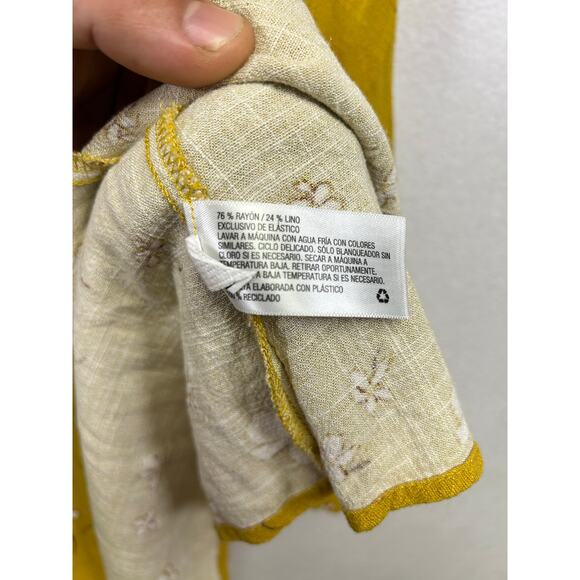 76 % RAYÓN / 24 % LINO
EXCLUSIVO DE ELÁSTICO
LAVAR A MÁQUINA CON AGUA FRÍA CON COLORES
SIMILARES. CICLO DELICADO. SÓLO BLANQUEADOR SIN
CLORO SI ES NECESARIO. SECAR A MÁQUINA A
TEMPERATURA BAJA. RETIRAR OPORTUNAMENTE.
A BAJA TEMPERATURA SI ES NECESARIO.
ELABORADA CON PLÁSTICO
% RECICLADO